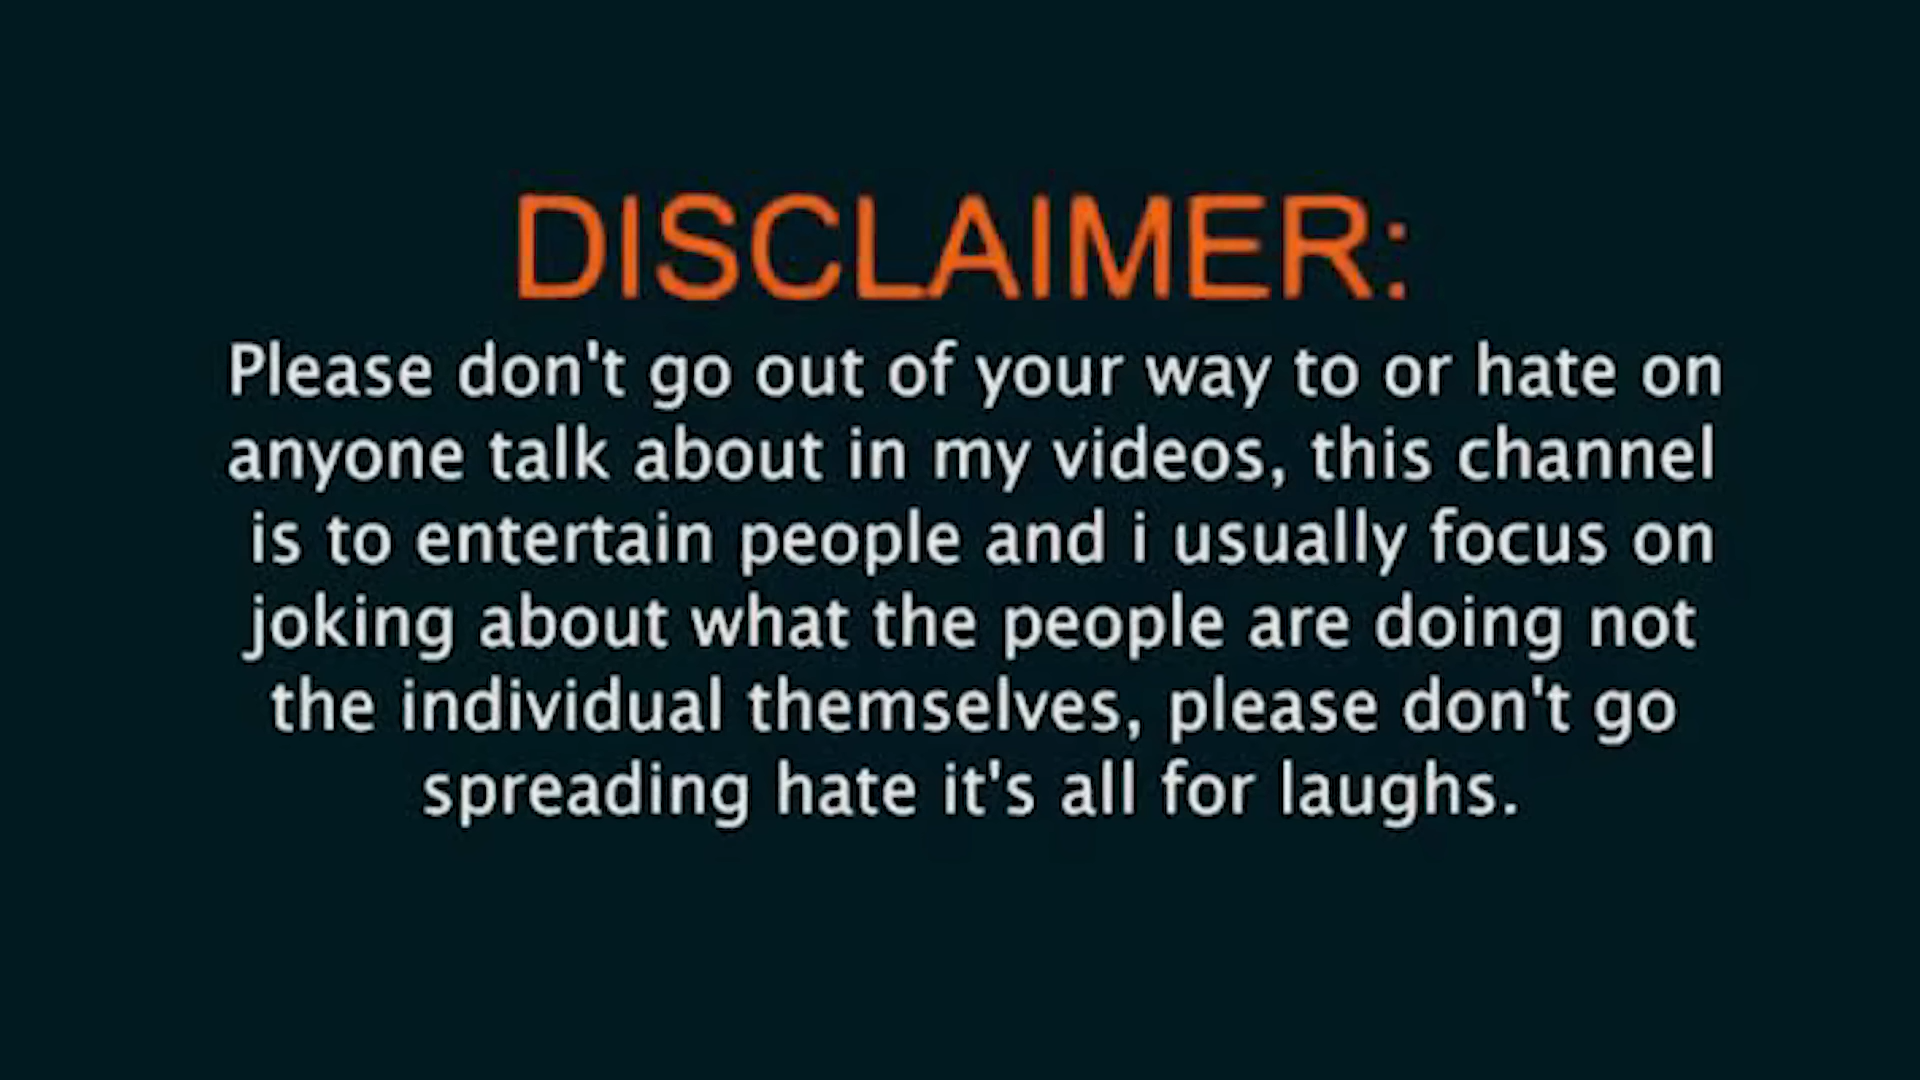 DISCLAIMER:
Please don't go out of your way to or hate on
anyone talk about in my videos, this channel
is to entertain people and i usually focus on
joking about what the people are doing not
the individual themselves, please don't go
spreading hate it's all for laughs.